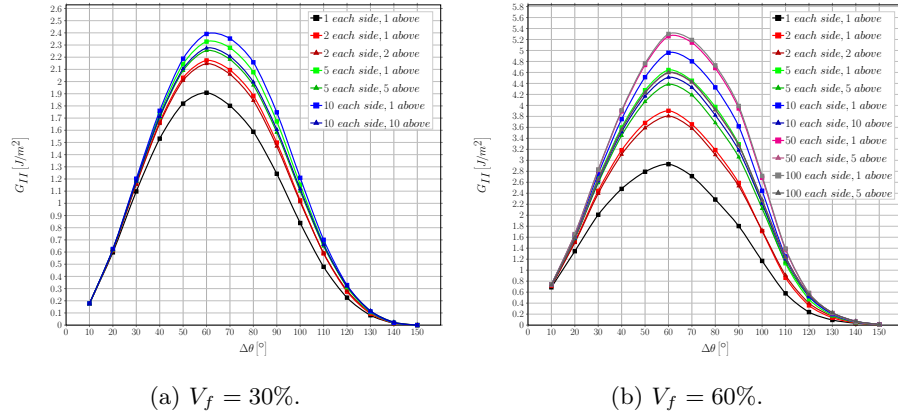 2.6
2.5
2.4
2.3
2.2
2.1
2
1.9
1.8
1.7
1.6
1.5
1.4
1.3
1.2
1.1
1
0.9
0.8
0.7
0.6
0.5
0.4
0.3
0.2
0.1
0
G_{II} [J/m²]
1 each side, 1 above
2 each side, 1 above
2 each side, 2 above
5 each side, 1 above
5 each side, 5 above
10 each side, 1 above
10 each side, 10 above
10 20 30 40 50 60 70 80 90 100 110 120 130 140 150
Δθ [°]
(a) V_f = 30%.
5.8
5.6
5.4
5.2
5
4.8
4.6
4.4
4.2
4
3.8
3.6
3.4
3.2
3
2.8
2.6
2.4
2.2
2
1.8
1.6
1.4
1.2
1
0.8
0.6
0.4
0.2
0
G_{II} [J/m²]
1 each side, 1 above
2 each side, 1 above
2 each side, 2 above
5 each side, 1 above
5 each side, 5 above
10 each side, 1 above
10 each side, 10 above
50 each side, 1 above
50 each side, 5 above
100 each side, 1 above
100 each side, 5 above
10 20 30 40 50 60 70 80 90 100 110 120 130 140 150
Δθ [°]
(b) V_f = 60%.